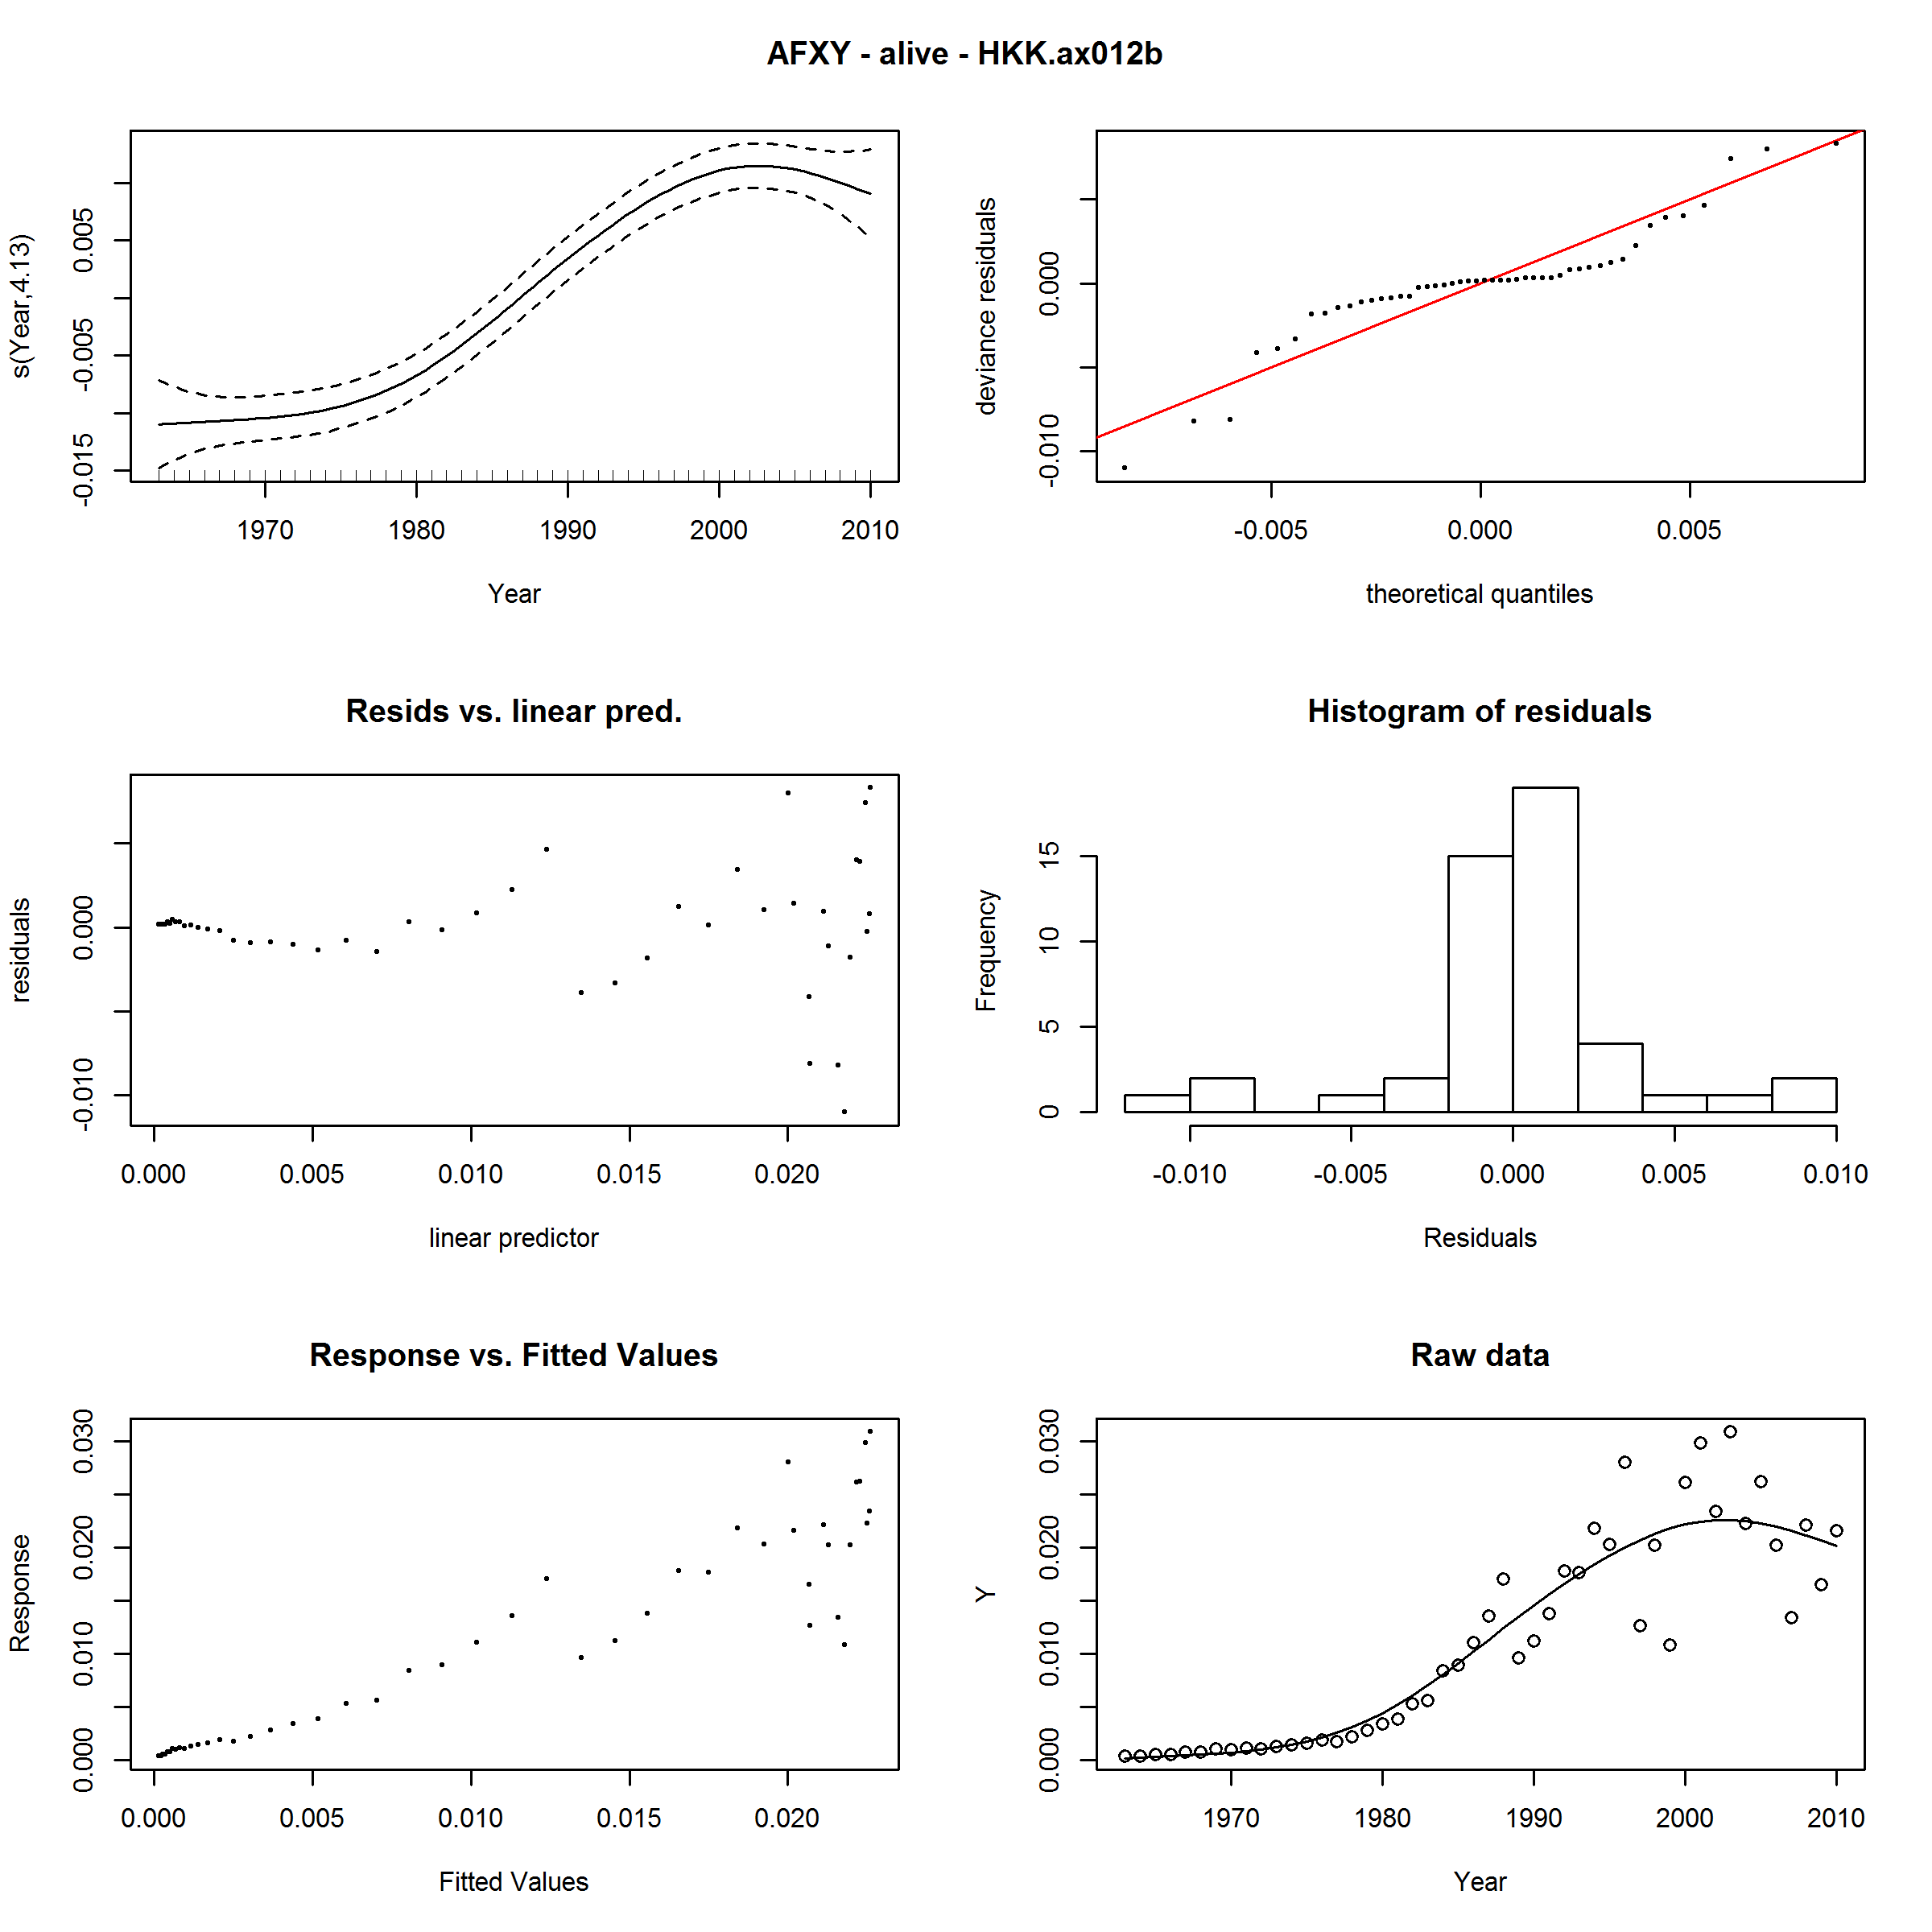 AFXY - alive - HKK.ax012b
s(Year,4.13)
-0.015 -0.005 0.005
1970 1980 1990 2000 2010
Year
deviance residuals
-0.010 0.000
-0.005 0.000 0.005
theoretical quantiles
Resids vs. linear pred.
residuals
-0.010 0.000
0.000 0.005 0.010 0.015 0.020
linear predictor
Histogram of residuals
Frequency
0 5 10 15
-0.010 -0.005 0.000 0.005 0.010
Residuals
Response vs. Fitted Values
Response
0.000 0.010 0.020 0.030
0.000 0.005 0.010 0.015 0.020
Fitted Values
Raw data
Y
0.000 0.010 0.020 0.030
1970 1980 1990 2000 2010
Year